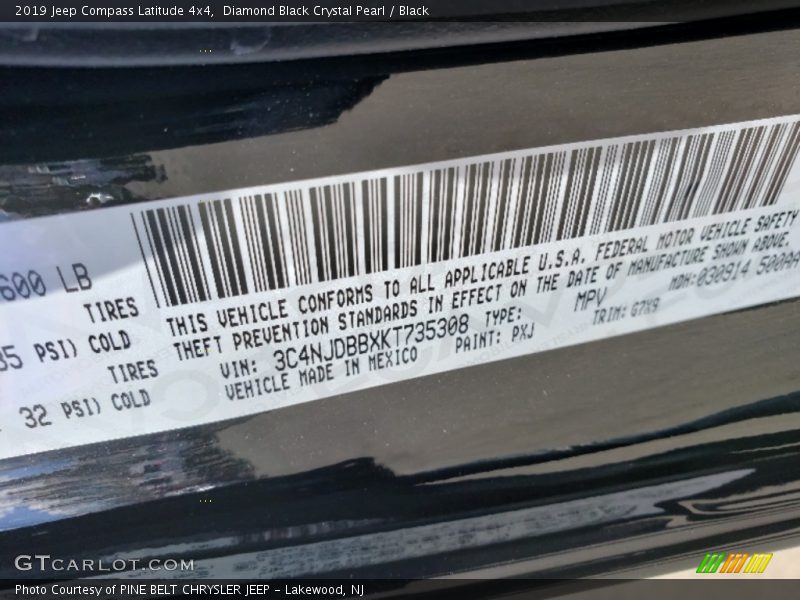 2019 Jeep Compass Latitude 4x4, Diamond Black Crystal Pearl / Black
600 LB
TIRES
35 PSI) COLD
TIRES
32 PSI) COLD
THIS VEHICLE CONFORMS TO ALL APPLICABLE U.S.A. FEDERAL MOTOR VEHICLE SAFETY
THEFT PREVENTION STANDARDS IN EFFECT ON THE DATE OF MANUFACTURE SHOWN ABOVE.
VIN: 3C4NJDBBXKT735308 TYPE: MPV MDH:030914 500AA
VEHICLE MADE IN MEXICO PAINT: PXJ TRIM: G7X9
GTCARLOT.COM
Photo Courtesy of PINE BELT CHRYSLER JEEP - Lakewood, NJ